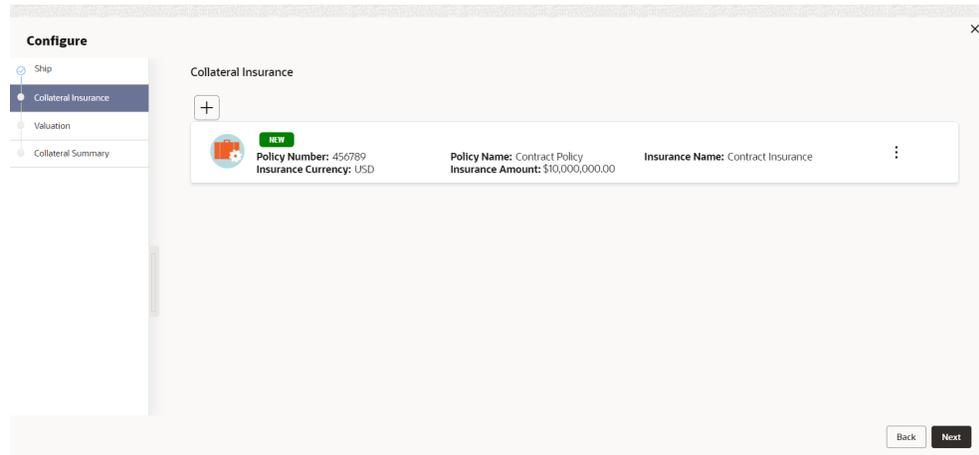 Configure
Ship
Collateral Insurance
Valuation
Collateral Summary
Collateral Insurance
NEW
Policy Number: 456789 Policy Name: Contract Policy Insurance Name: Contract Insurance
Insurance Currency: USD Insurance Amount: $10,000,000.00
Back Next